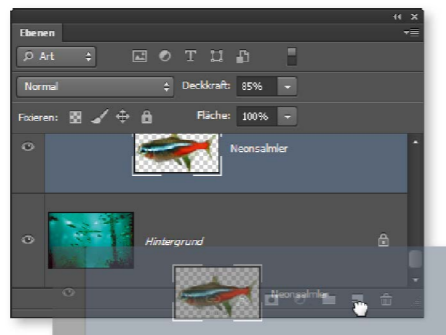 Ebenen
Art
Normal Deckkraft: 85%
Fixieren: Fläche: 100%
Neonsalmler
Hintergrund
Neonsalmler